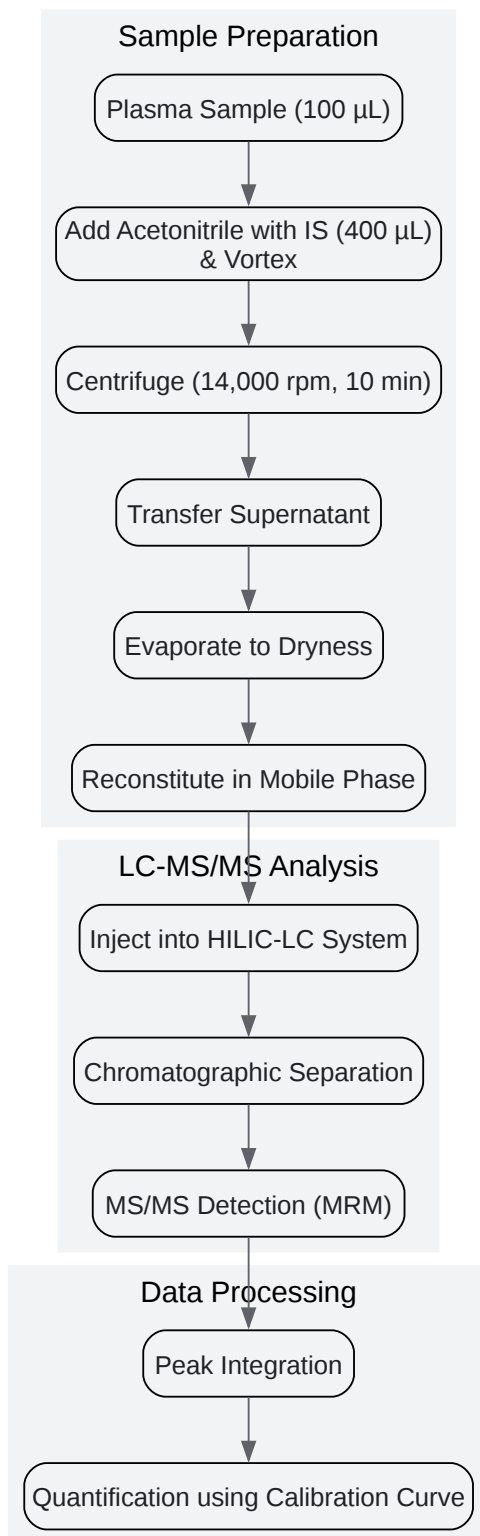 Sample Preparation
Plasma Sample (100 µL)
Add Acetonitrile with IS (400 µL)
& Vortex
Centrifuge (14,000 rpm, 10 min)
Transfer Supernatant
Evaporate to Dryness
Reconstitute in Mobile Phase
LC-MS/MS Analysis
Inject into HILIC-LC System
Chromatographic Separation
MS/MS Detection (MRM)
Data Processing
Peak Integration
Quantification using Calibration Curve